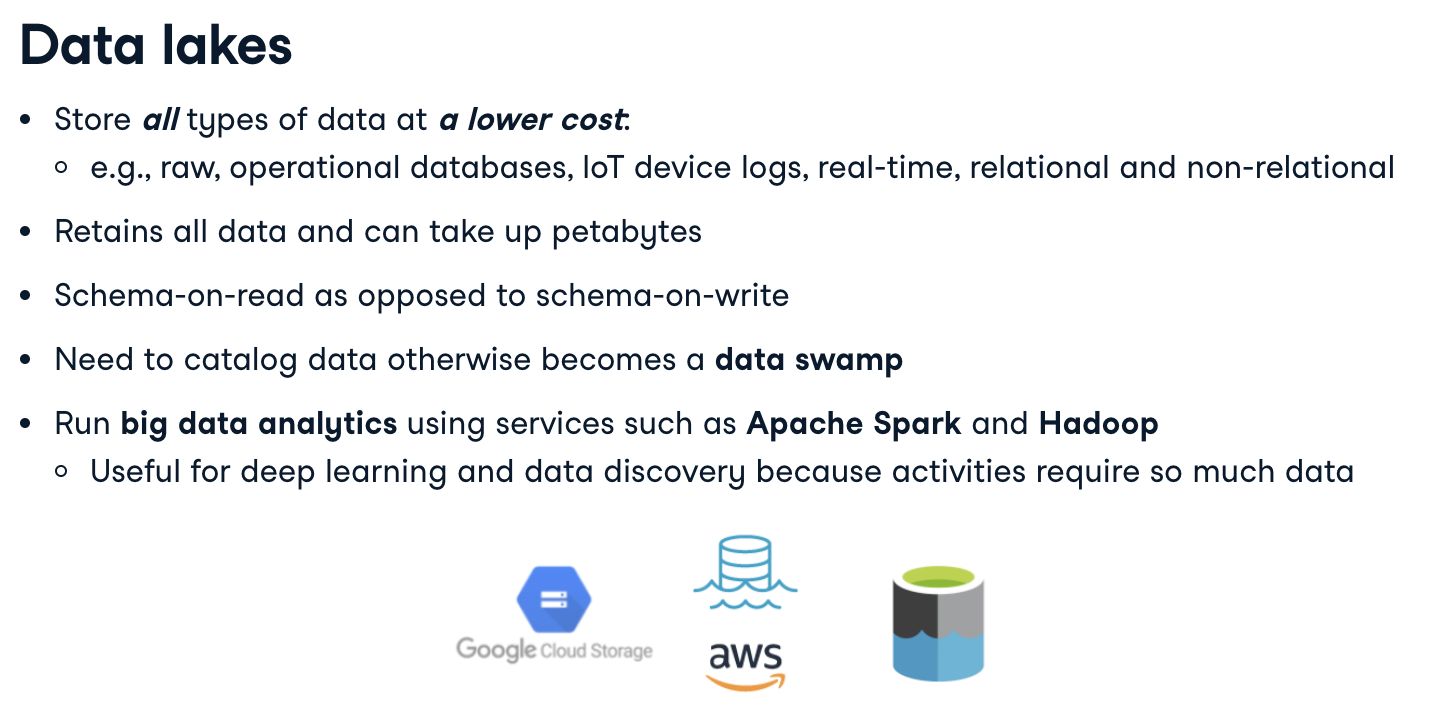 Data lakes
Store all types of data at a lower cost:
e.g., raw, operational databases, IoT device logs, real-time, relational and non-relational
Retains all data and can take up petabytes
Schema-on-read as opposed to schema-on-write
Need to catalog data otherwise becomes a data swamp
Run big data analytics using services such as Apache Spark and Hadoop
Useful for deep learning and data discovery because activities require so much data
Google Cloud Storage
aws